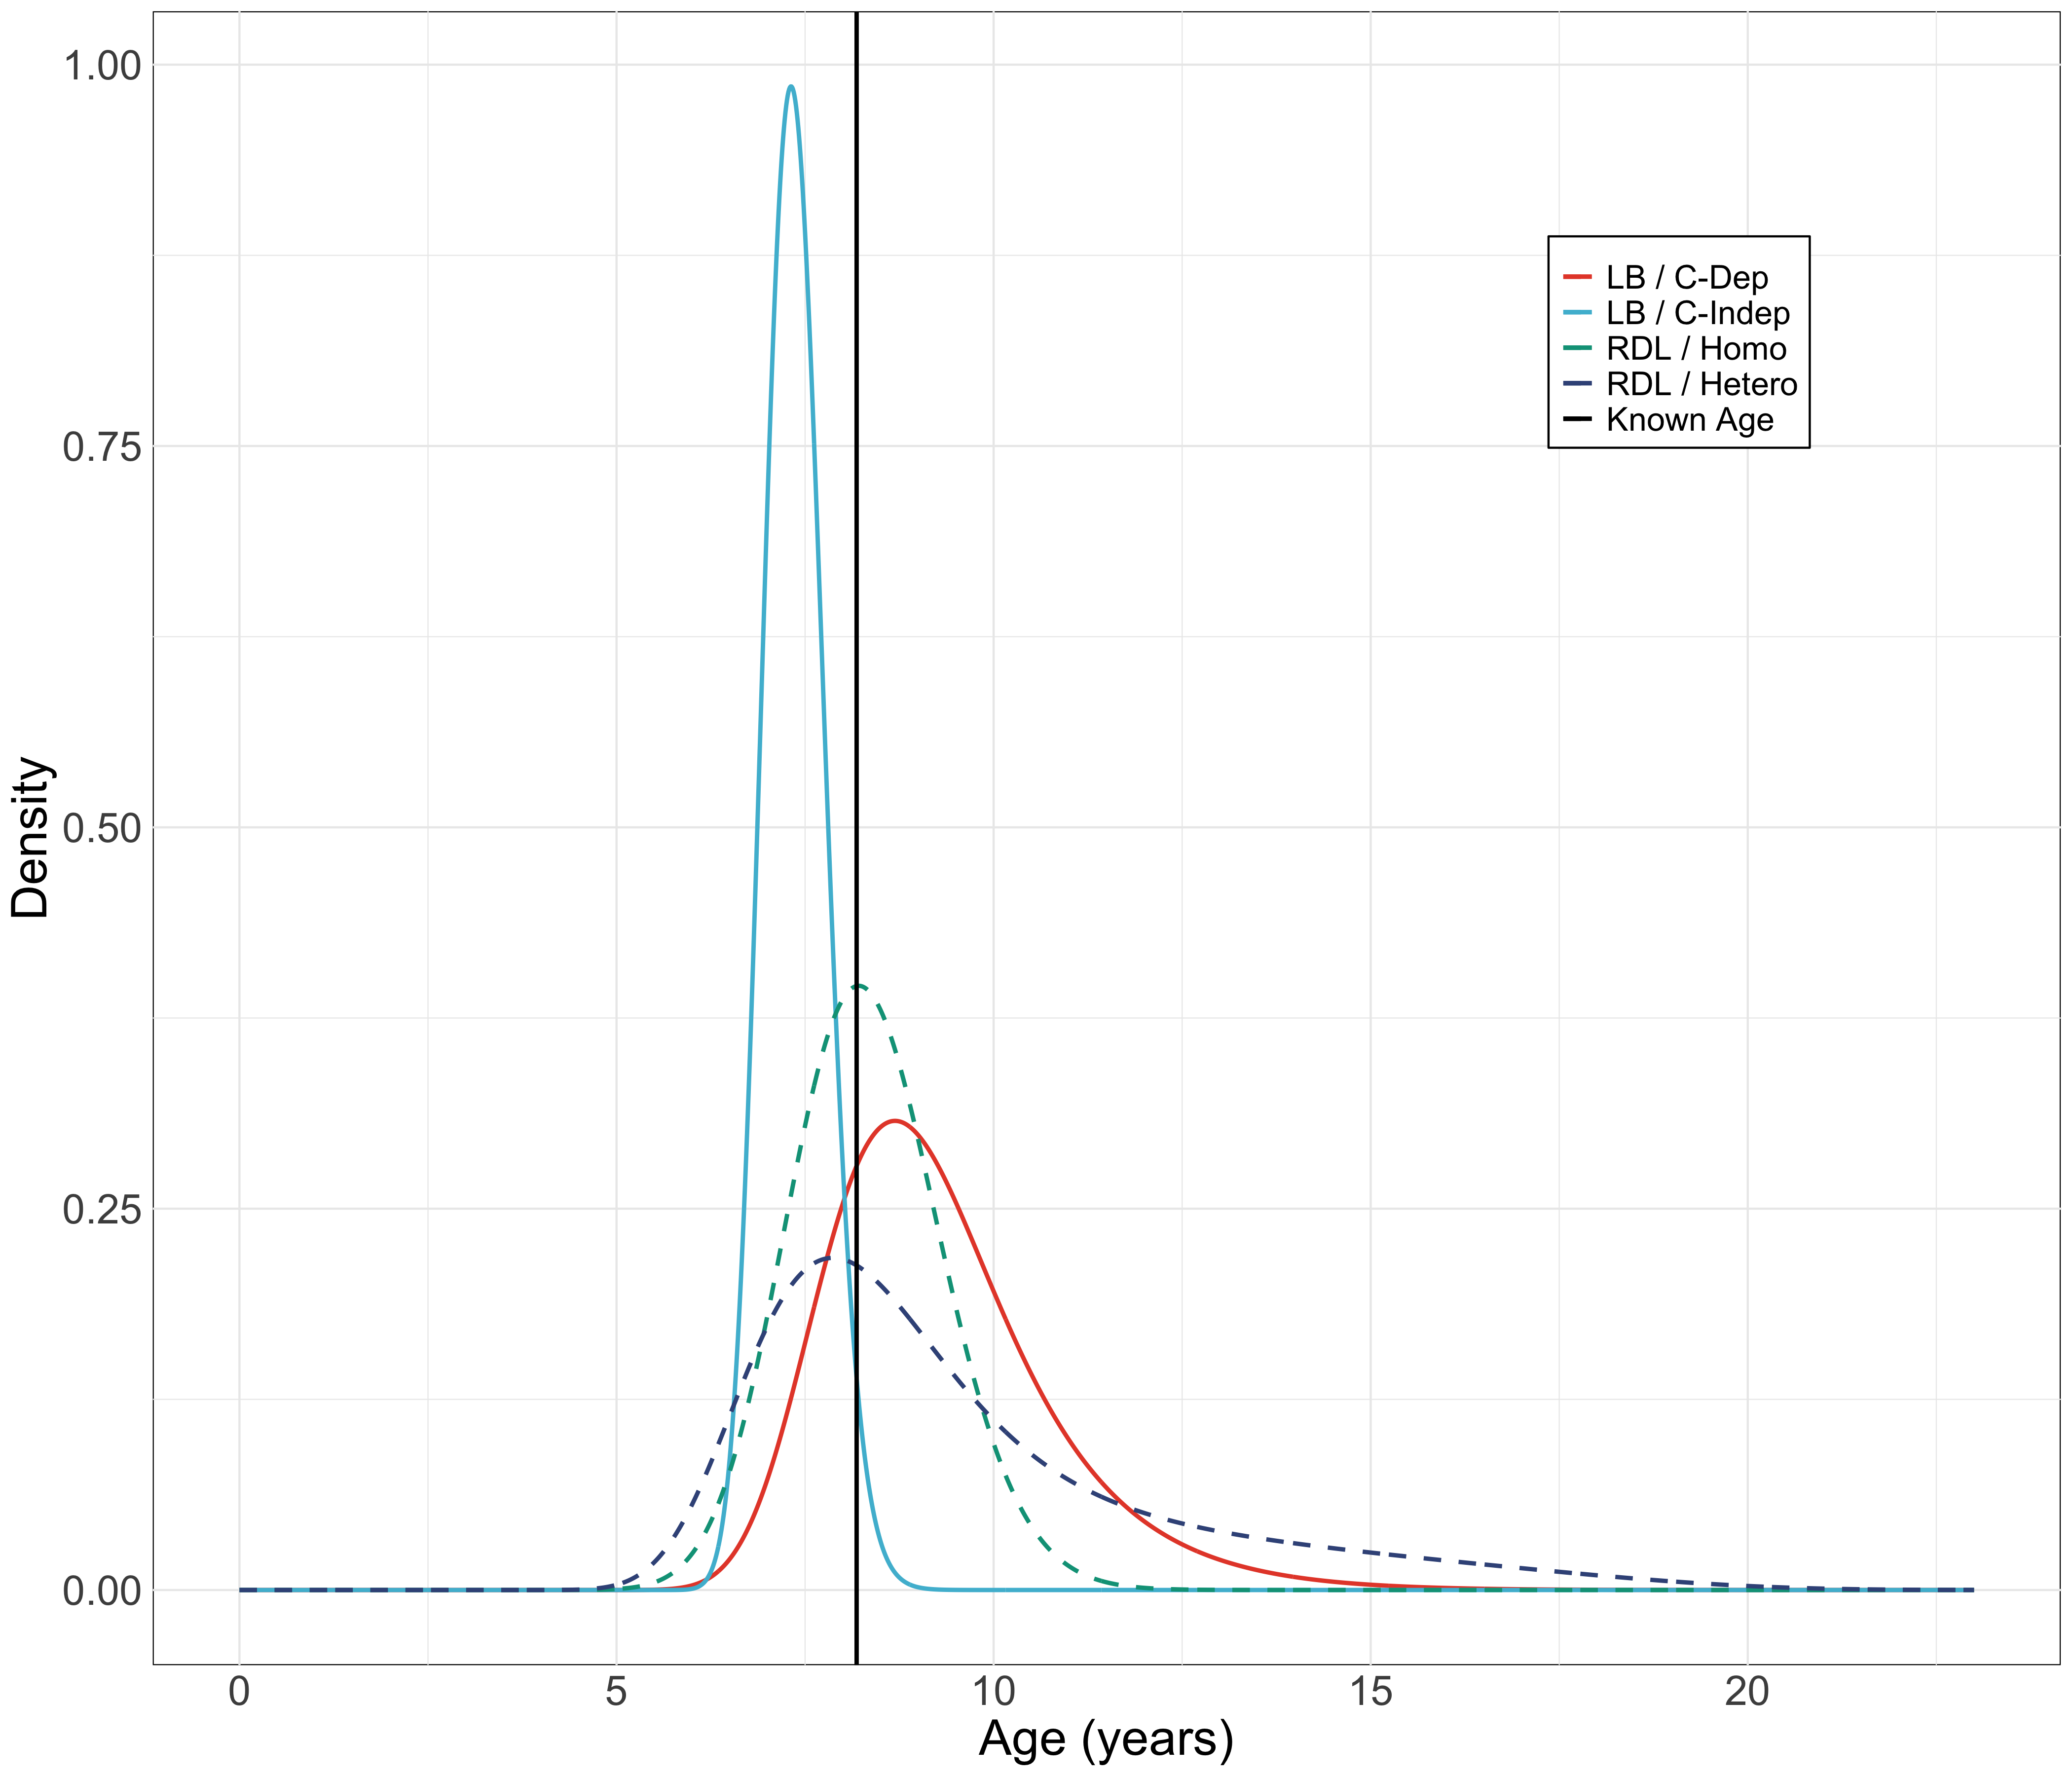 1.00
0.75
0.50
0.25
0.00
Density
LB / C-Dep
LB / C-Indep
RDL / Homo
RDL / Hetero
Known Age
0 5 10 15 20
Age (years)